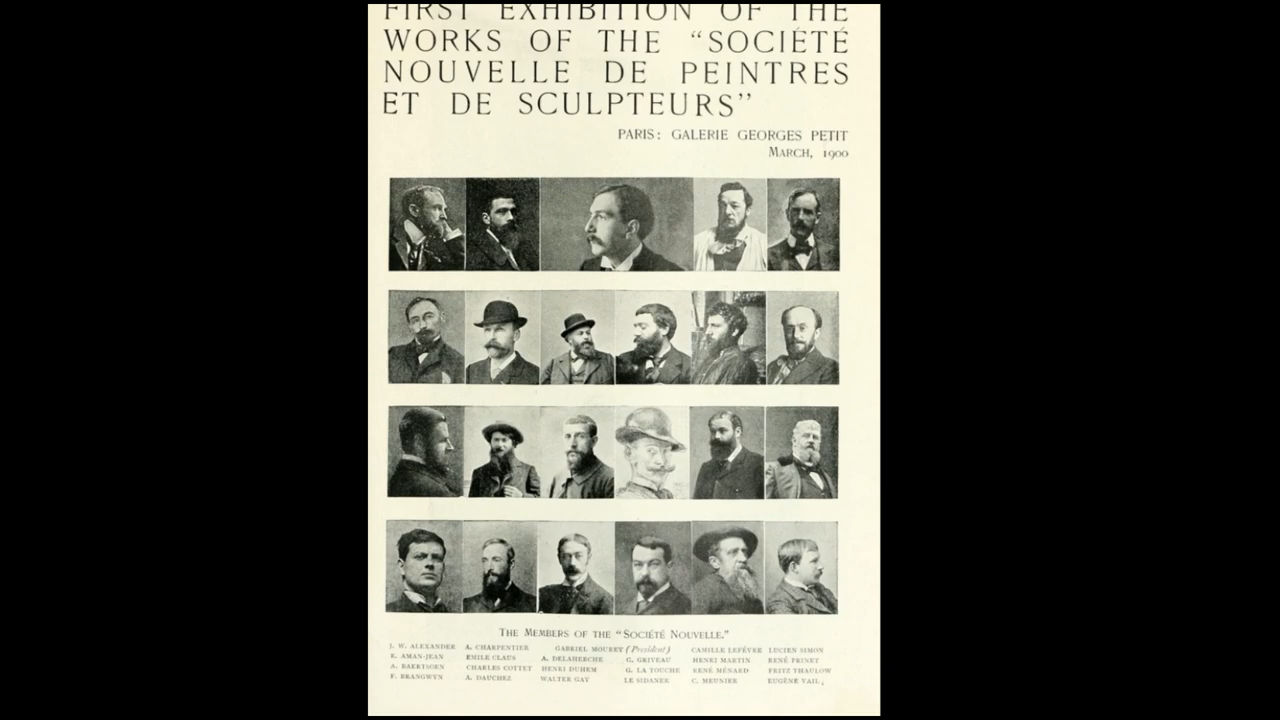 FIRST EXHIBITION OF THE
WORKS OF THE “SOCIÉTÉ
NOUVELLE DE PEINTRES
ET DE SCULPTEURS”
PARIS: GALERIE GEORGES PETIT
MARCH, 1900
THE MEMBERS OF THE “SOCIÉTÉ NOUVELLE.”
J. W. ALEXANDER A. CHARPENTIER GABRIEL MOUREY (President) CAMILLE LEFÈVRE LUCIEN SIMON
E. AMAN-JEAN EMILE CLAUS A. DELAHERCHE G. GRIVEAU HENRI MARTIN RENÉ PRINET
A. BAERTSOEN CHARLES COTTET HENRI DUHEM G. LA TOUCHE RENÉ MÉNARD FRITZ THAULOW
F. BRANGWYN A. DAUCHEZ WALTER GAY LE SIDANER C. MEUNIER EUGÈNE VAIL